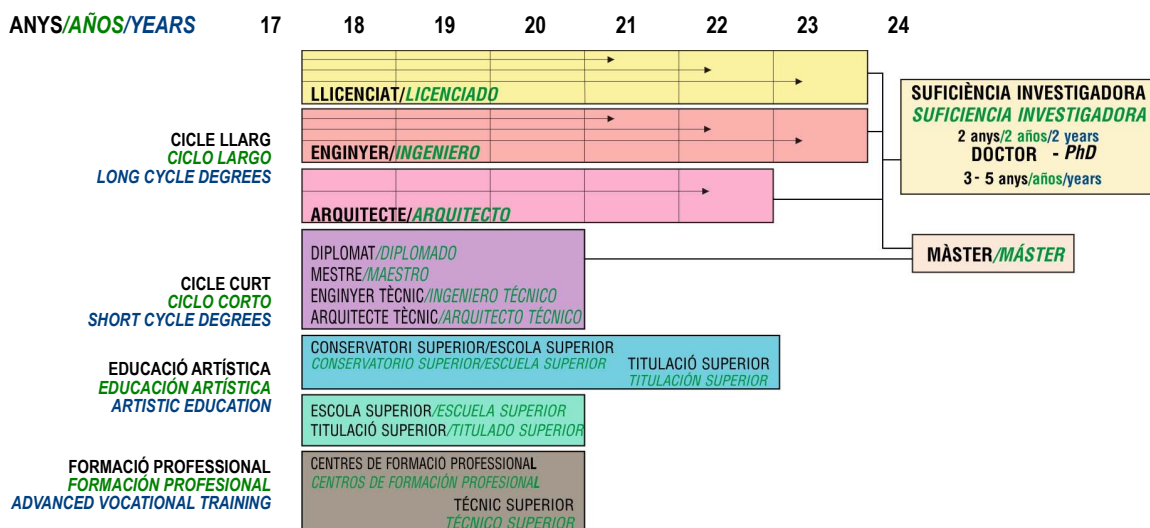 ANYS/AÑOS/YEARS 17 18 19 20 21 22 23 24
LLICENCIAT/LICENCIADO
CICLE LLARG
CICLO LARGO
LONG CYCLE DEGREES
ENGINYER/INGENIERO
ARQUITECTE/ARQUITECTO
SUFICIÈNCIA INVESTIGADORA
SUFICIENCIA INVESTIGADORA
2 anys/2 años/2 years
DOCTOR - PhD
3 - 5 anys/años/years
MÀSTER/MÁSTER
CICLE CURT
CICLO CORTO
SHORT CYCLE DEGREES
DIPLOMAT/DIPLOMADO
MESTRE/MAESTRO
ENGINYER TÈCNIC/INGENIERO TÉCNICO
ARQUITECTE TÈCNIC/ARQUITECTO TÉCNICO
EDUCACIÓ ARTÍSTICA
EDUCACIÓN ARTÍSTICA
ARTISTIC EDUCATION
CONSERVATORI SUPERIOR/ESCOLA SUPERIOR
CONSERVATORIO SUPERIOR/ESCUELA SUPERIOR
TITULACIÓ SUPERIOR
TITULACIÓN SUPERIOR
ESCOLA SUPERIOR/ESCUELA SUPERIOR
TITULACIÓ SUPERIOR/TITULADO SUPERIOR
FORMACIÓ PROFESSIONAL
FORMACIÓN PROFESIONAL
ADVANCED VOCATIONAL TRAINING
CENTRES DE FORMACIÓ PROFESSIONAL
CENTROS DE FORMACIÓN PROFESIONAL
TÉCNIC SUPERIOR
TÉCNICO SUPERIOR